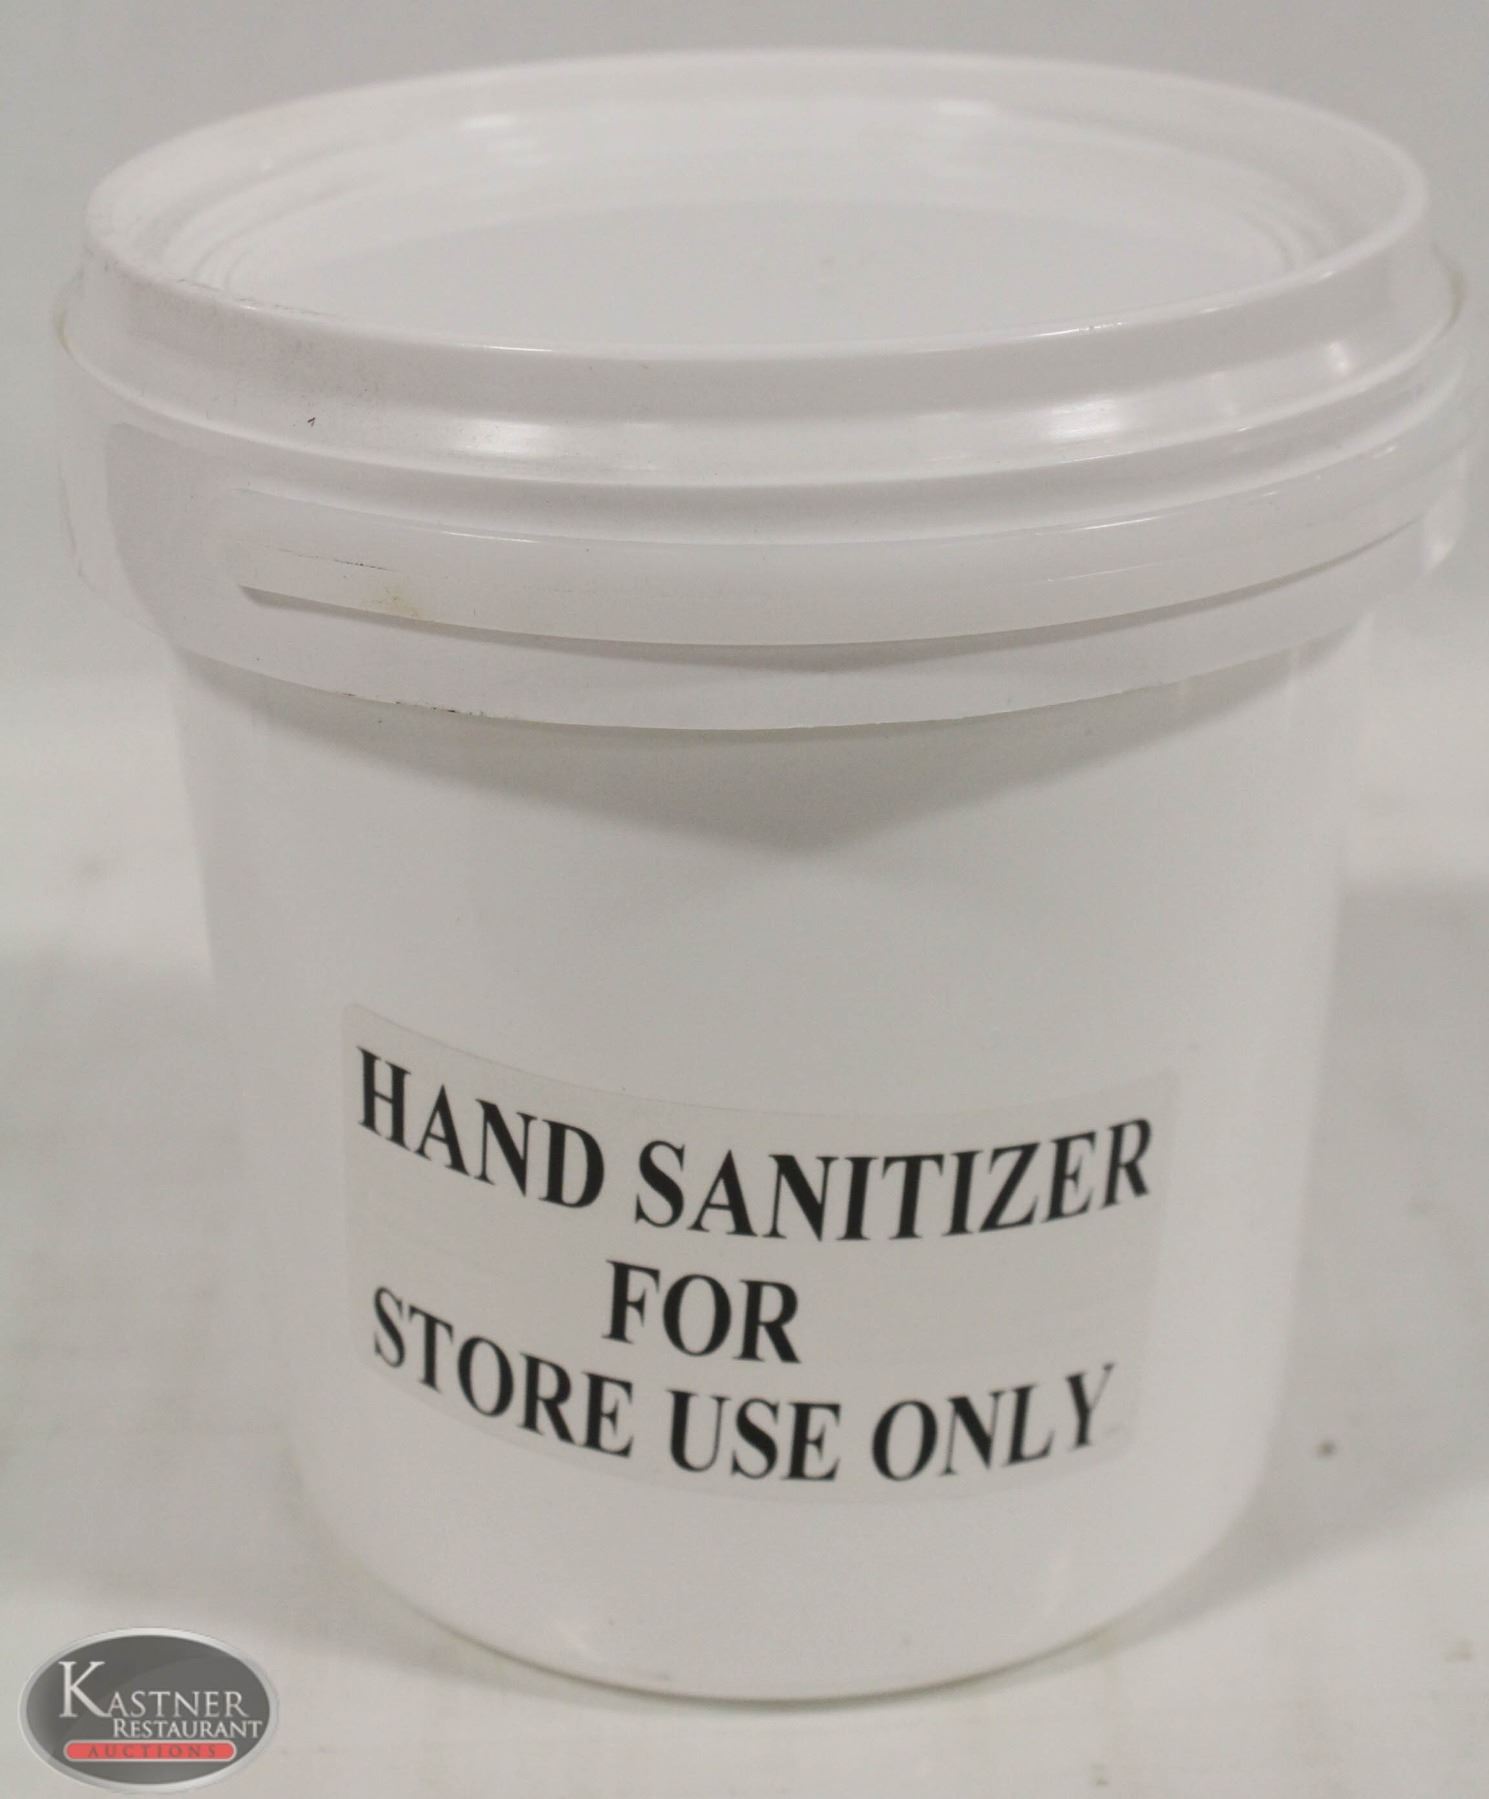 HAND SANITIZER
FOR
STORE USE ONLY
KASTNER
RESTAURANT
AUCTIONS